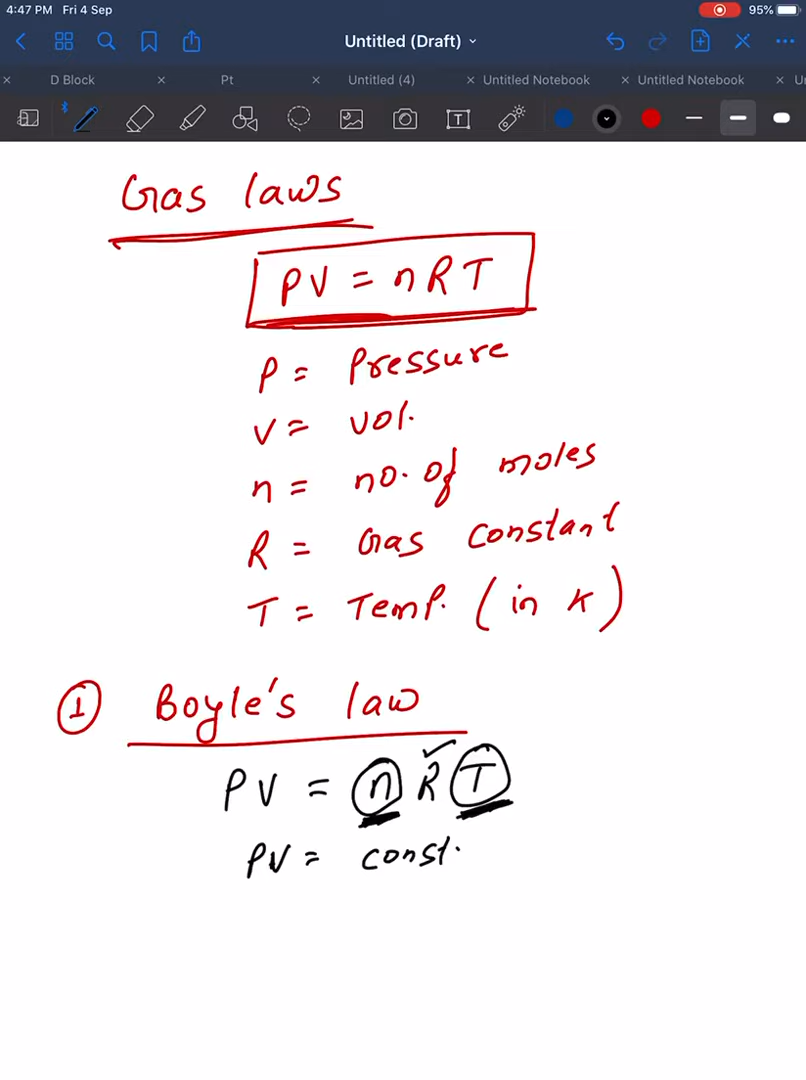 4:47 PM Fri 4 Sep 95%
Untitled (Draft)
D Block Pt Untitled (4) Untitled Notebook Untitled Notebook
Gas laws
PV = nRT
P = Pressure
V = vol.
n = no. of moles
R = Gas constant
T = Temp. (in K)
① Boyle's law
PV = n R T
PV = const.